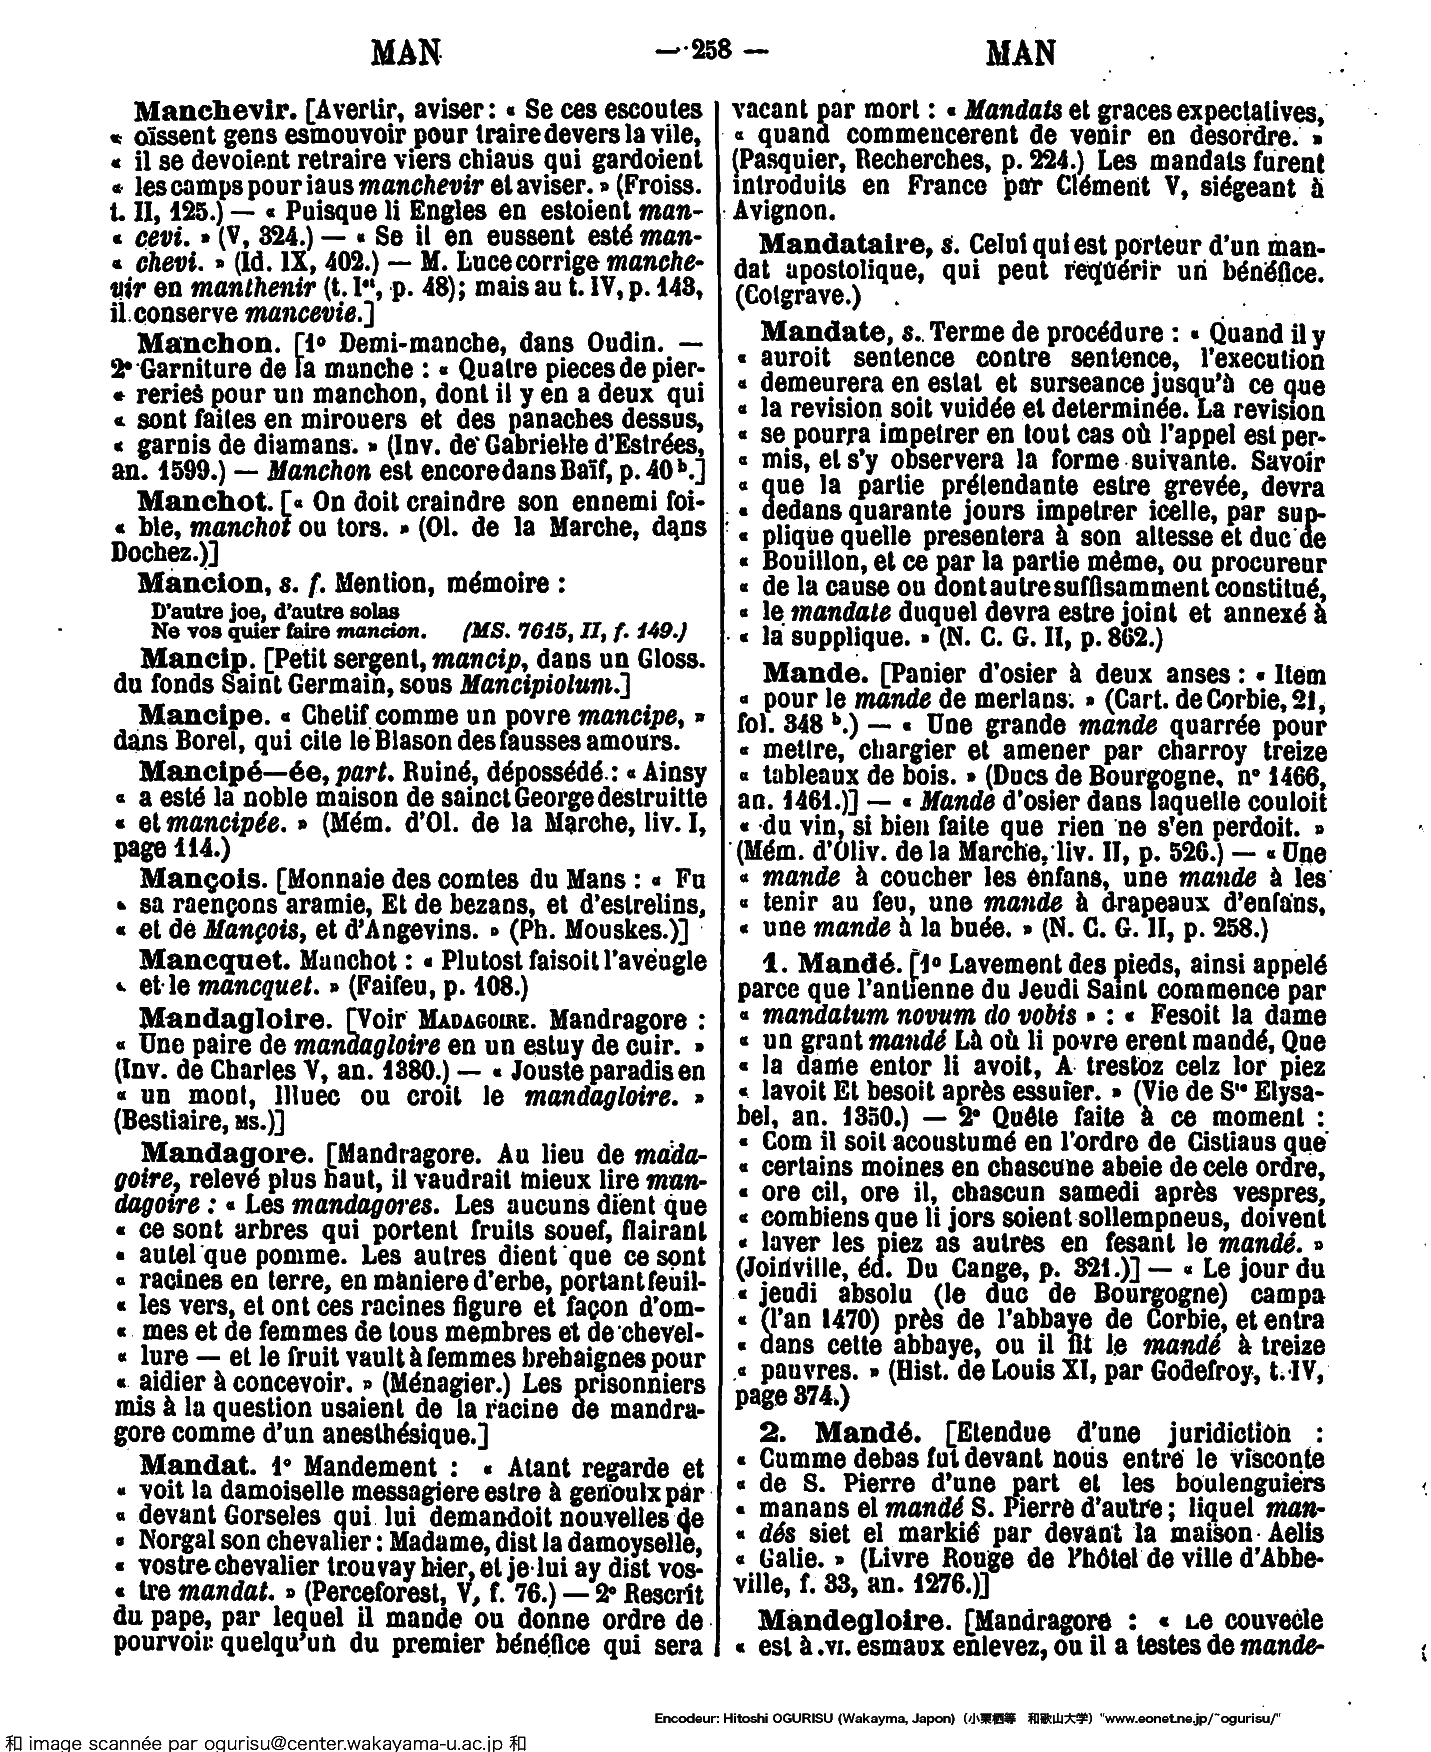 MAN — 258 — MAN
Manchevir. [Avertir, aviser : « Se ces escoutes
« oïssent gens esmouvoir pour traire devers la vile,
« il se devoient retraire viers chiaus qui gardoient
« les camps pour iaus manchevir et aviser. » (Froiss.
t. II, 125.) — « Puisque li Engles en estoient man-
« cevi. » (V, 324.) — « Se il en eussent esté man-
« chevi. » (Id. IX, 402.) — M. Luce corrige manche-
vir en manthenir (t. Ier, p. 48); mais au t. IV, p. 143,
il conserve mancevie.]
Manchon. [1° Demi-manche, dans Oudin. —
2° Garniture de la manche : « Quatre pieces de pier-
« reries pour un manchon, dont il y en a deux qui
« sont faites en mirouers et des panaches dessus,
« garnis de diamans. » (Inv. de Gabrielle d'Estrées,
an. 1599.) — Manchon est encore dans Baïf, p. 40 b.]
Manchot. [« On doit craindre son ennemi foi-
« ble, manchot ou tors. » (Ol. de la Marche, dans
Dochez.)]
Mancion, s. f. Mention, mémoire :
D'autre joe, d'autre solas
Ne vos quier faire mancion. (MS. 7615, II, f. 149.)
Mancip. [Petit sergent, mancip, dans un Gloss.
du fonds Saint Germain, sous Mancipiolum.]
Mancipe. « Chetif comme un povre mancipe, »
dans Borel, qui cite le Blason des fausses amours.
Mancipé—ée, part. Ruiné, dépossédé : « Ainsy
« a esté la noble maison de sainct George destruitte
« et mancipée. » (Mém. d'Ol. de la Marche, liv. I,
page 114.)
Mançois. [Monnaie des comtes du Mans : « Fu
« sa raençons aramie, Et de bezans, et d'estrelins,
« et de Mançois, et d'Angevins. » (Ph. Mouskes.)]
Mancquet. Manchot : « Plutost faisoit l'aveugle
« et le mancquet. » (Faifeu, p. 108.)
Mandagloire. [Voir MADAGOIRE. Mandragore :
« Une paire de mandagloire en un estuy de cuir. »
(Inv. de Charles V, an. 1380.) — « Jouste paradis en
« un mont, Illuec ou croit le mandagloire. »
(Bestiaire, MS.)]
Mandagore. [Mandragore. Au lieu de mada-
goire, relevé plus haut, il vaudrait mieux lire man-
dagoire : « Les mandagores. Les aucuns dient que
« ce sont arbres qui portent fruits souef, flairant
« autel que pomme. Les autres dient que ce sont
« racines en terre, en maniere d'erbe, portant feuil-
« les vers, et ont ces racines figure et façon d'om-
« mes et de femmes de tous membres et de chevel-
« lure — et le fruit vault à femmes brehaignes pour
« aidier à concevoir. » (Ménagier.) Les prisonniers
mis à la question usaient de la racine de mandra-
gore comme d'un anesthésique.]
Mandat. 1° Mandement : « Atant regarde et
« voit la damoiselle messagiere estre à genoulx par
« devant Gorseles qui lui demandoit nouvelles de
« Norgal son chevalier : Madame, dist la damoyselle,
« vostre chevalier trouvay hier, et je lui ay dist vos-
« tre mandat. » (Perceforest, V, f. 76.) — 2° Rescrit
du pape, par lequel il mande ou donne ordre de
pourvoir quelqu'un du premier bénéfice qui sera
vacant par mort : « Mandats et graces expectatives,
« quand commencerent de venir en desordre. »
(Pasquier, Recherches, p. 224.) Les mandats furent
introduits en France par Clément V, siégeant à
Avignon.
Mandataire, s. Celui qui est porteur d'un man-
dat apostolique, qui peut requérir un bénéfice.
(Cotgrave.)
Mandate, s. Terme de procédure : « Quand il y
« auroit sentence contre sentence, l'execution
« demeurera en estat et surseance jusqu'à ce que
« la revision soit vuidée et determinée. La revision
« se pourra impetrer en tout cas où l'appel est per-
« mis, et s'y observera la forme suivante. Savoir
« que la partie prétendante estre grevée, devra
« dedans quarante jours impetrer icelle, par sup-
« plique quelle presentera à son altesse et duc de
« Bouillon, et ce par la partie même, ou procureur
« de la cause ou dont autre suffisamment constitué,
« le mandate duquel devra estre joint et annexé à
« la supplique. » (N. C. G. II, p. 862.)
Mande. [Panier d'osier à deux anses : « Item
« pour le mande de merlans. » (Cart. de Corbie, 21,
fol. 348 b.) — « Une grande mande quarrée pour
« mettre, chargier et amener par charroy treize
« tableaux de bois. » (Ducs de Bourgogne, n° 1466,
an. 1461.)] — « Mande d'osier dans laquelle couloit
« du vin, si bien faite que rien ne s'en perdoit. »
(Mém. d'Oliv. de la Marche, liv. II, p. 526.) — « Une
« mande à coucher les enfans, une mande à les
« tenir au feu, une mande à drapeaux d'enfans,
« une mande à la buée. » (N. C. G. II, p. 258.)
1. Mandé. [1° Lavement des pieds, ainsi appelé
parce que l'antienne du Jeudi Saint commence par
« mandatum novum do vobis » : « Fesoit la dame
« un grant mandé Là où li povre erent mandé, Que
« la dame entor li avoit, A trestoz celz lor piez
« lavoit Et besoit après essuier. » (Vie de Ste Elysa-
bel, an. 1350.) — 2° Quête faite à ce moment :
« Com il soit acoustumé en l'ordre de Cistiaus que
« certains moines en chascune abeie de cele ordre,
« ore cil, ore il, chascun samedi après vespres,
« combiens que li jors soient sollempneus, doivent
« laver les piez as autres en fesant le mandé. »
(Joinville, éd. Du Cange, p. 321.)] — « Le jour du
« jeudi absolu (le duc de Bourgogne) campa
« (l'an 1470) près de l'abbaye de Corbie, et entra
« dans cette abbaye, ou il fit le mandé à treize
« pauvres. » (Hist. de Louis XI, par Godefroy, t. IV,
page 374.)
2. Mandé. [Etendue d'une juridiction :
« Cumme debas fut devant nous entre le visconte
« de S. Pierre d'une part et les boulenguiers
« manans el mandé S. Pierre d'autre ; liquel man-
« dés siet el markié par devant la maison Aelis
« Galie. » (Livre Rouge de l'hôtel de ville d'Abbe-
ville, f. 33, an. 1276.)]
Mandegloire. [Mandragore : « Le couvecle
« est à .VI. esmaux enlevez, ou il a testes de mande-
Encodeur: Hitoshi OGURISU (Wakayma, Japon) (小栗栖等 和歌山大学) "www.eonet.ne.jp/~ogurisu/"
和 image scannée par ogurisu@center.wakayama-u.ac.jp 和